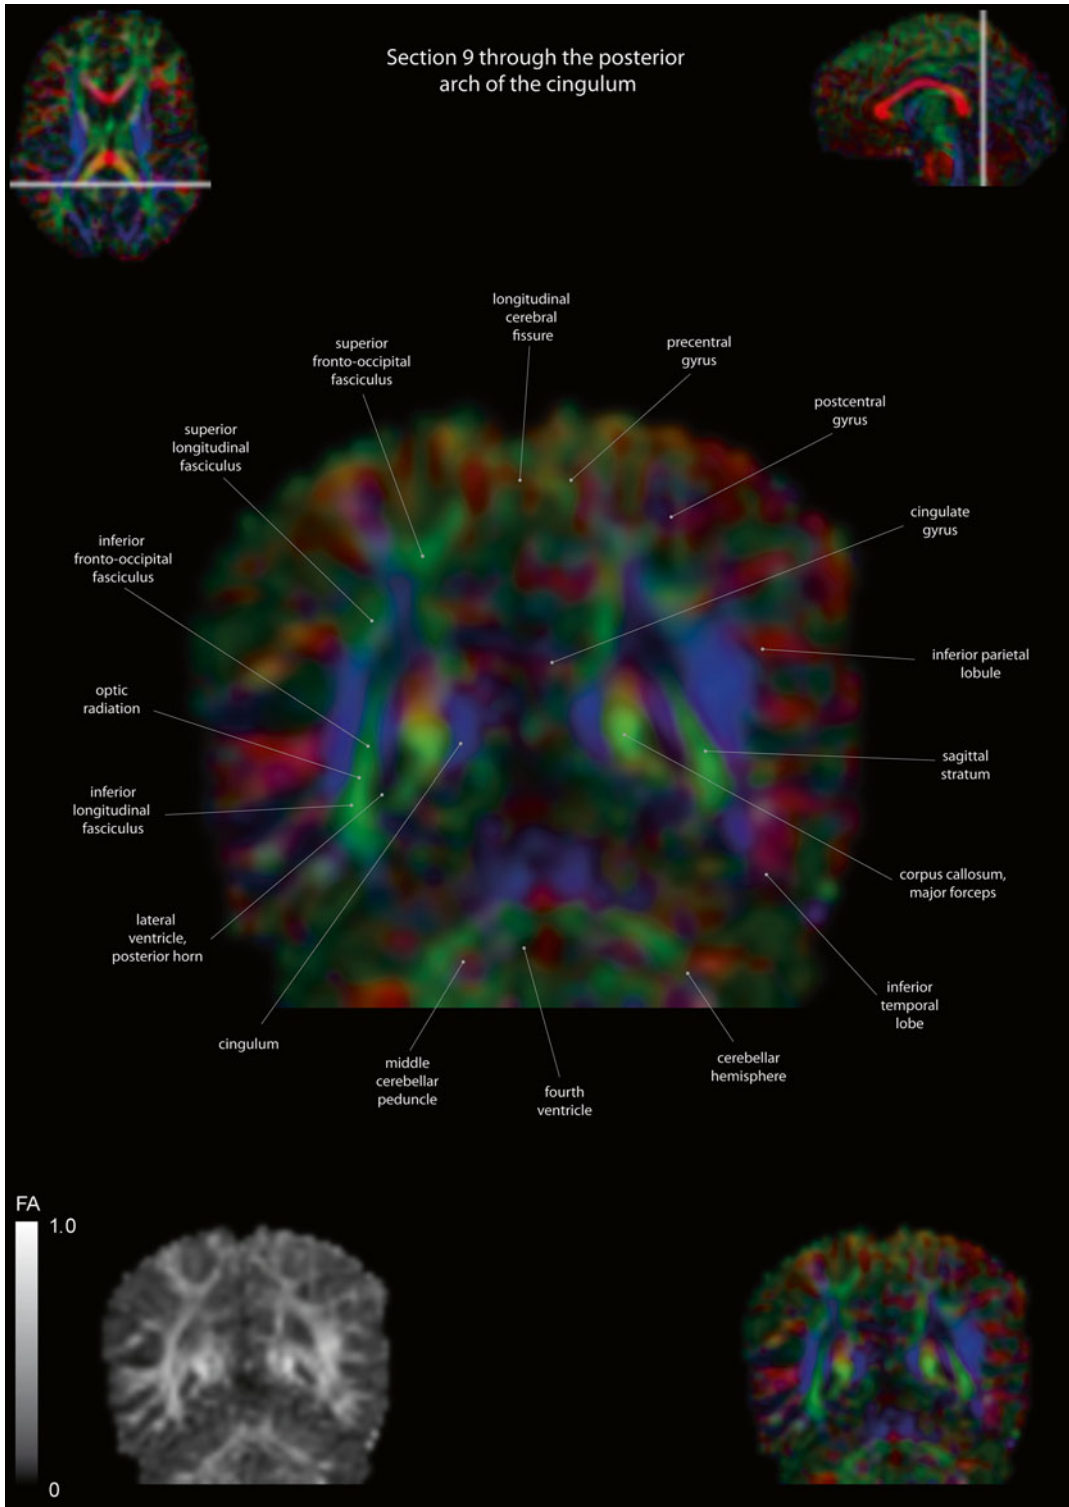 Section 9 through the posterior
arch of the cingulum
longitudinal
cerebral
fissure
superior
fronto-occipital
fasciculus
precentral
gyrus
postcentral
gyrus
superior
longitudinal
fasciculus
cingulate
gyrus
inferior
fronto-occipital
fasciculus
inferior parietal
lobule
optic
radiation
sagittal
stratum
inferior
longitudinal
fasciculus
corpus callosum,
major forceps
lateral
ventricle,
posterior horn
inferior
temporal
lobe
cingulum
middle
cerebellar
peduncle
fourth
ventricle
cerebellar
hemisphere
FA
1.0
0